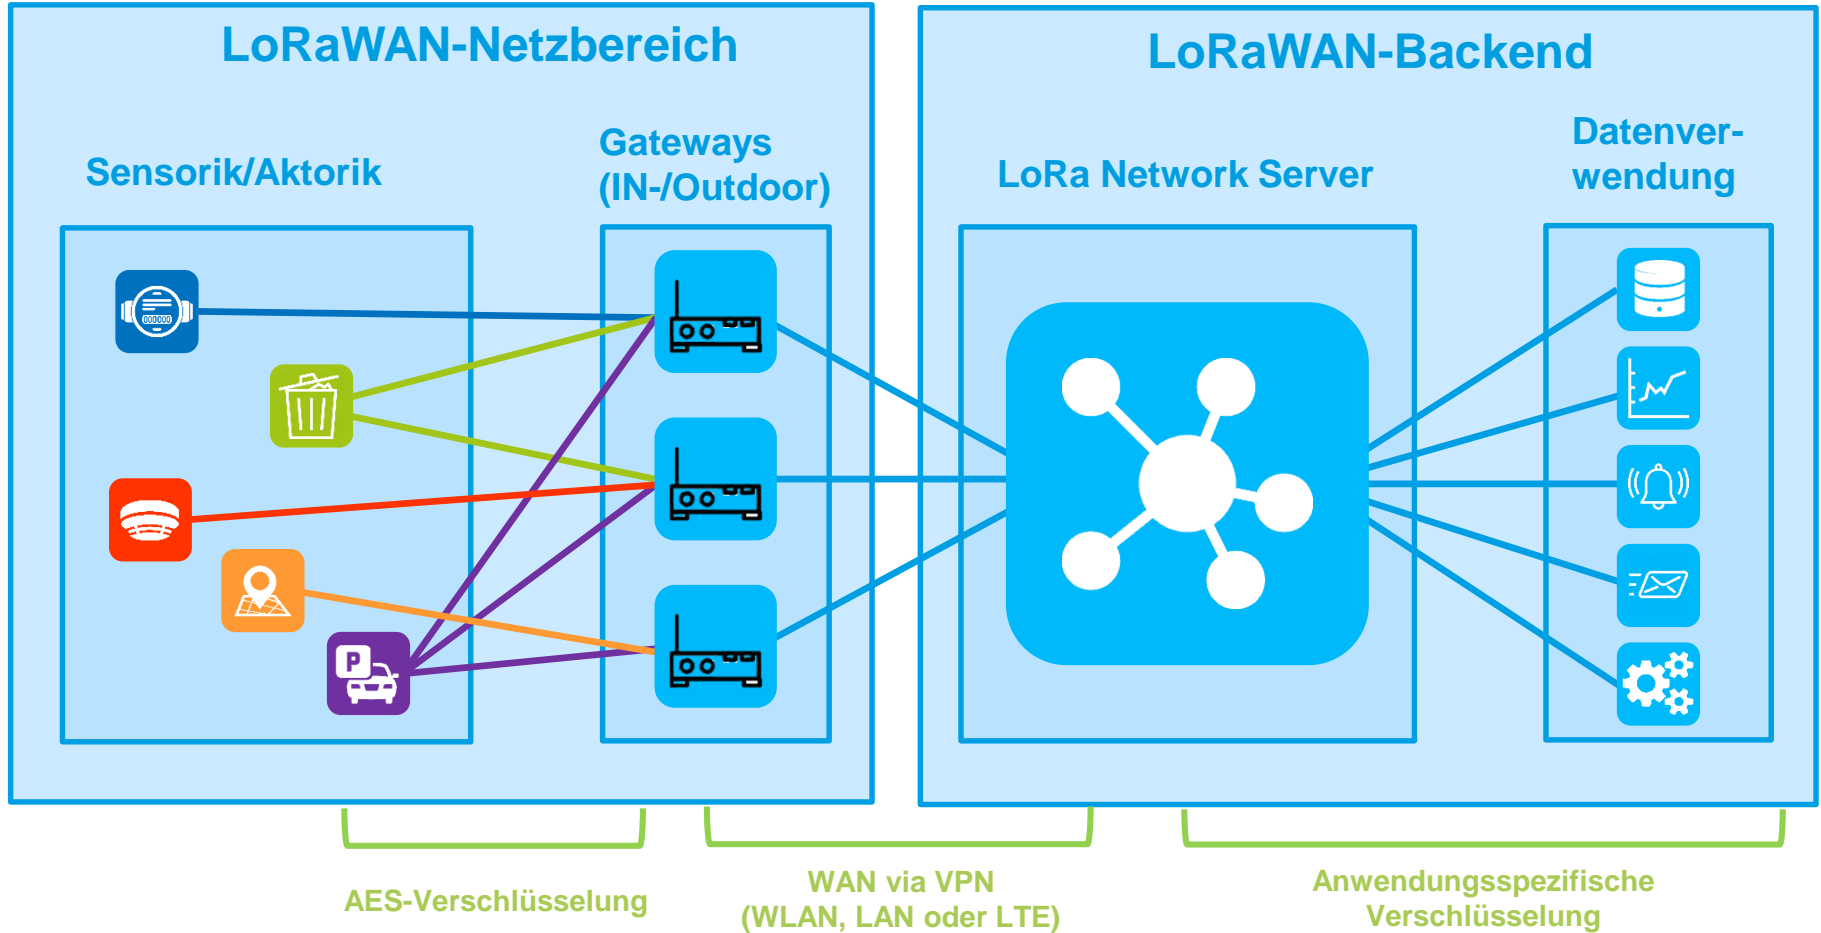 LoRaWAN-Netzbereich
Sensorik/Aktorik
Gateways
(IN-/Outdoor)
000000
P
LoRaWAN-Backend
LoRa Network Server
Datenver-
wendung
AES-Verschlüsselung
WAN via VPN
(WLAN, LAN oder LTE)
Anwendungsspezifische
Verschlüsselung